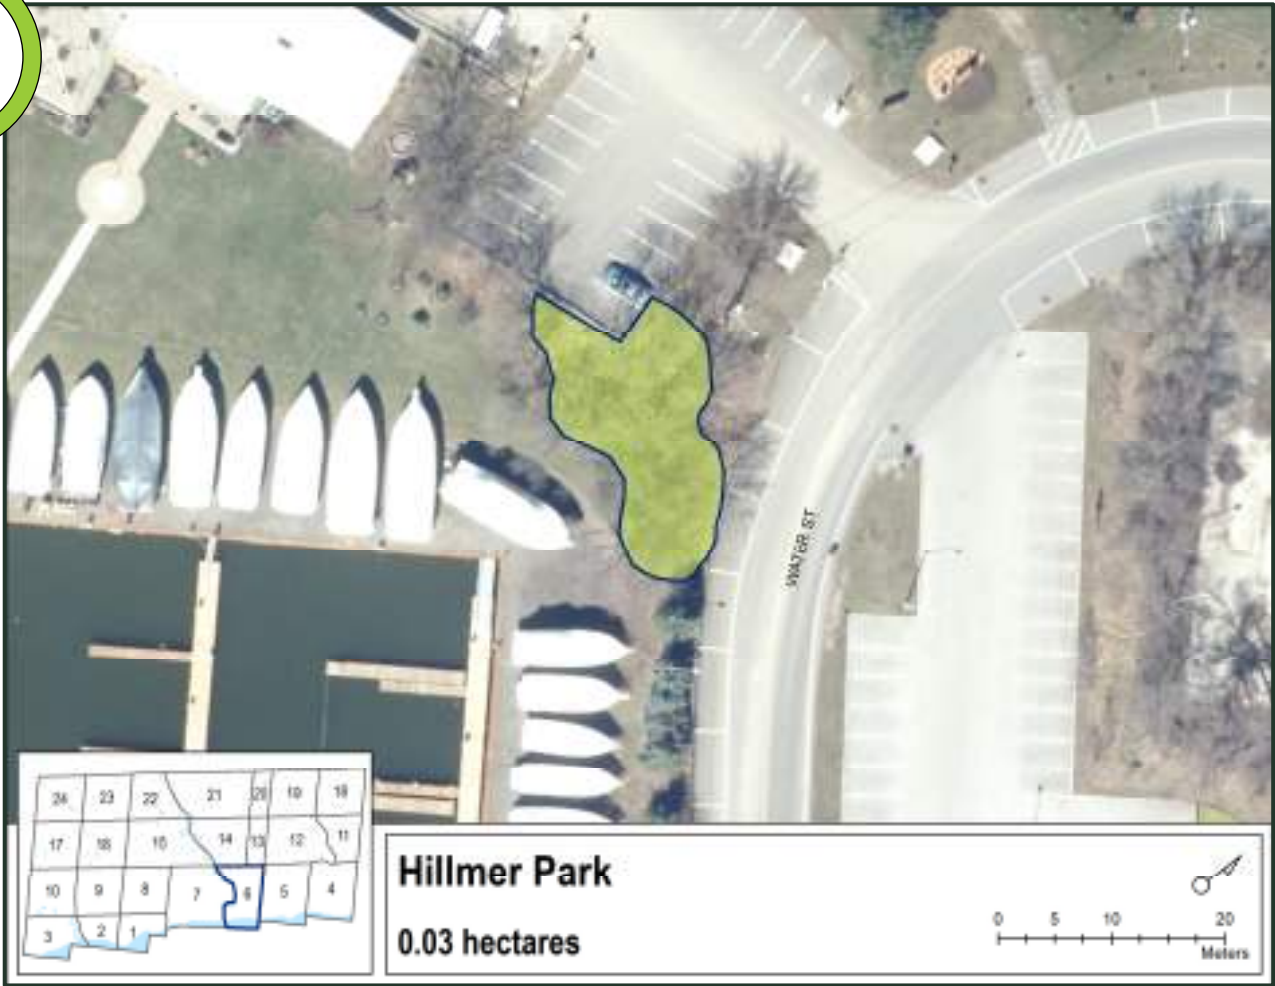 WATER ST
24 23 22 21 20 19 18
17 16 15 14 13 12 11
10 9 8 7 6 5 4
3 2 1
Hillmer Park
0.03 hectares
0 5 10 20
Meters